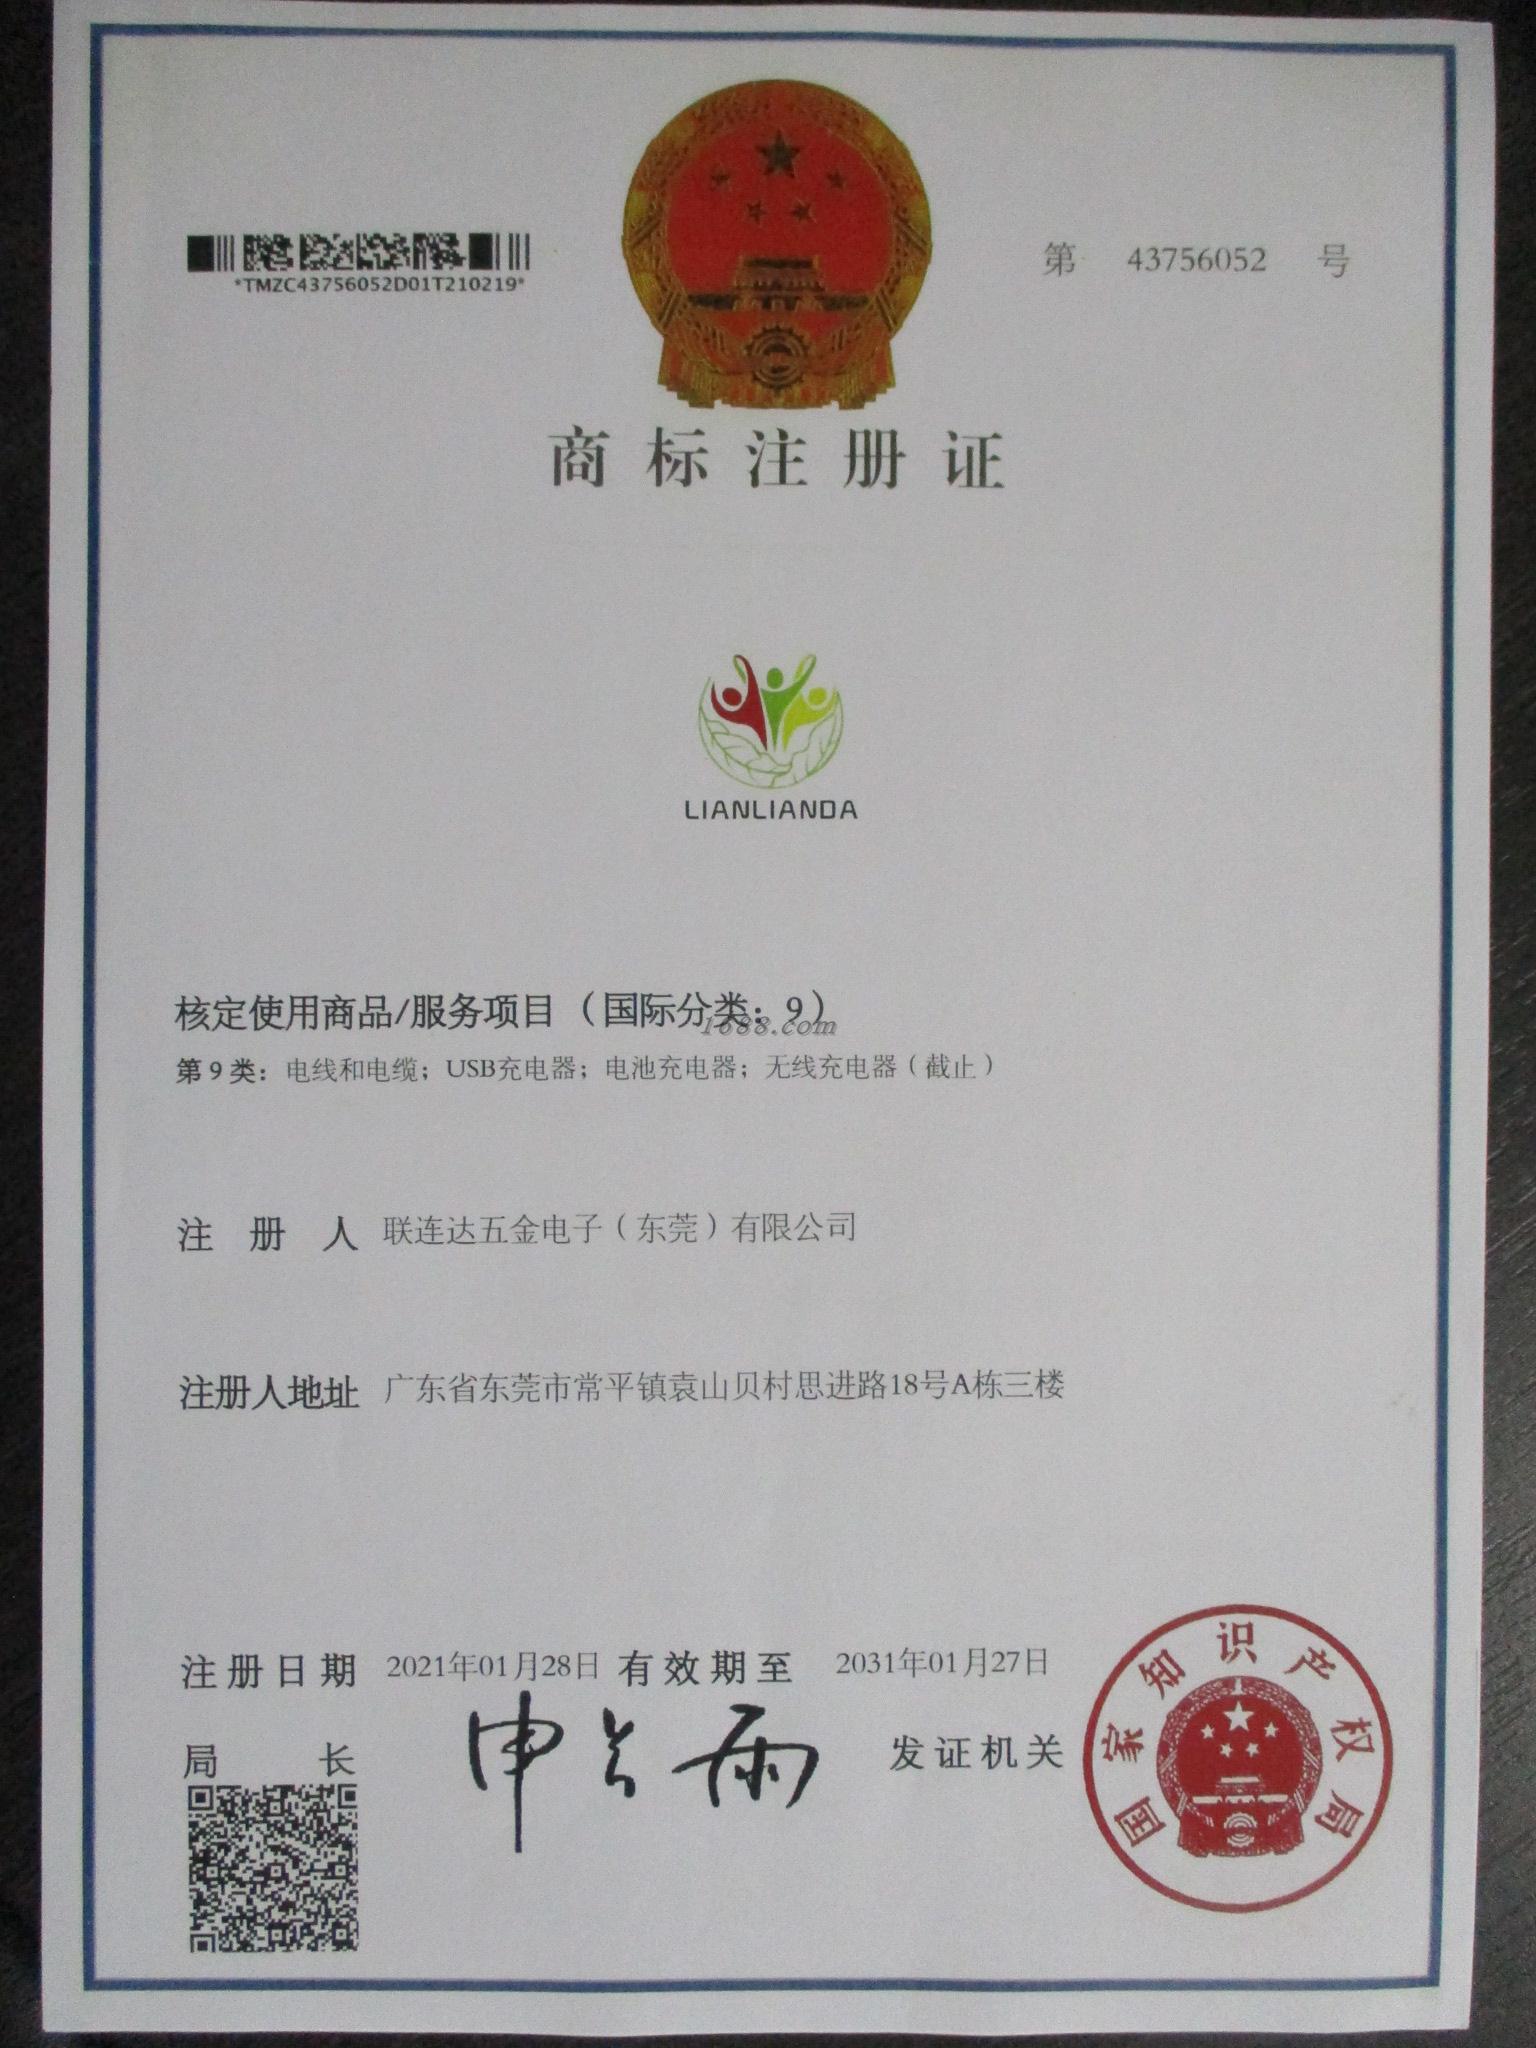 *TMZC43756052D01T210219*
第 43756052 号
商标注册证
LIANLIANDA
核定使用商品/服务项目（国际分类：9）
1688.com
第9类：电线和电缆；USB充电器；电池充电器；无线充电器（截止）
注册人 联连达五金电子（东莞）有限公司
注册人地址 广东省东莞市常平镇袁山贝村思进路18号A栋三楼
注册日期 2021年01月28日 有效期至 2031年01月27日
局长 申长雨 发证机关
国家知识产权局